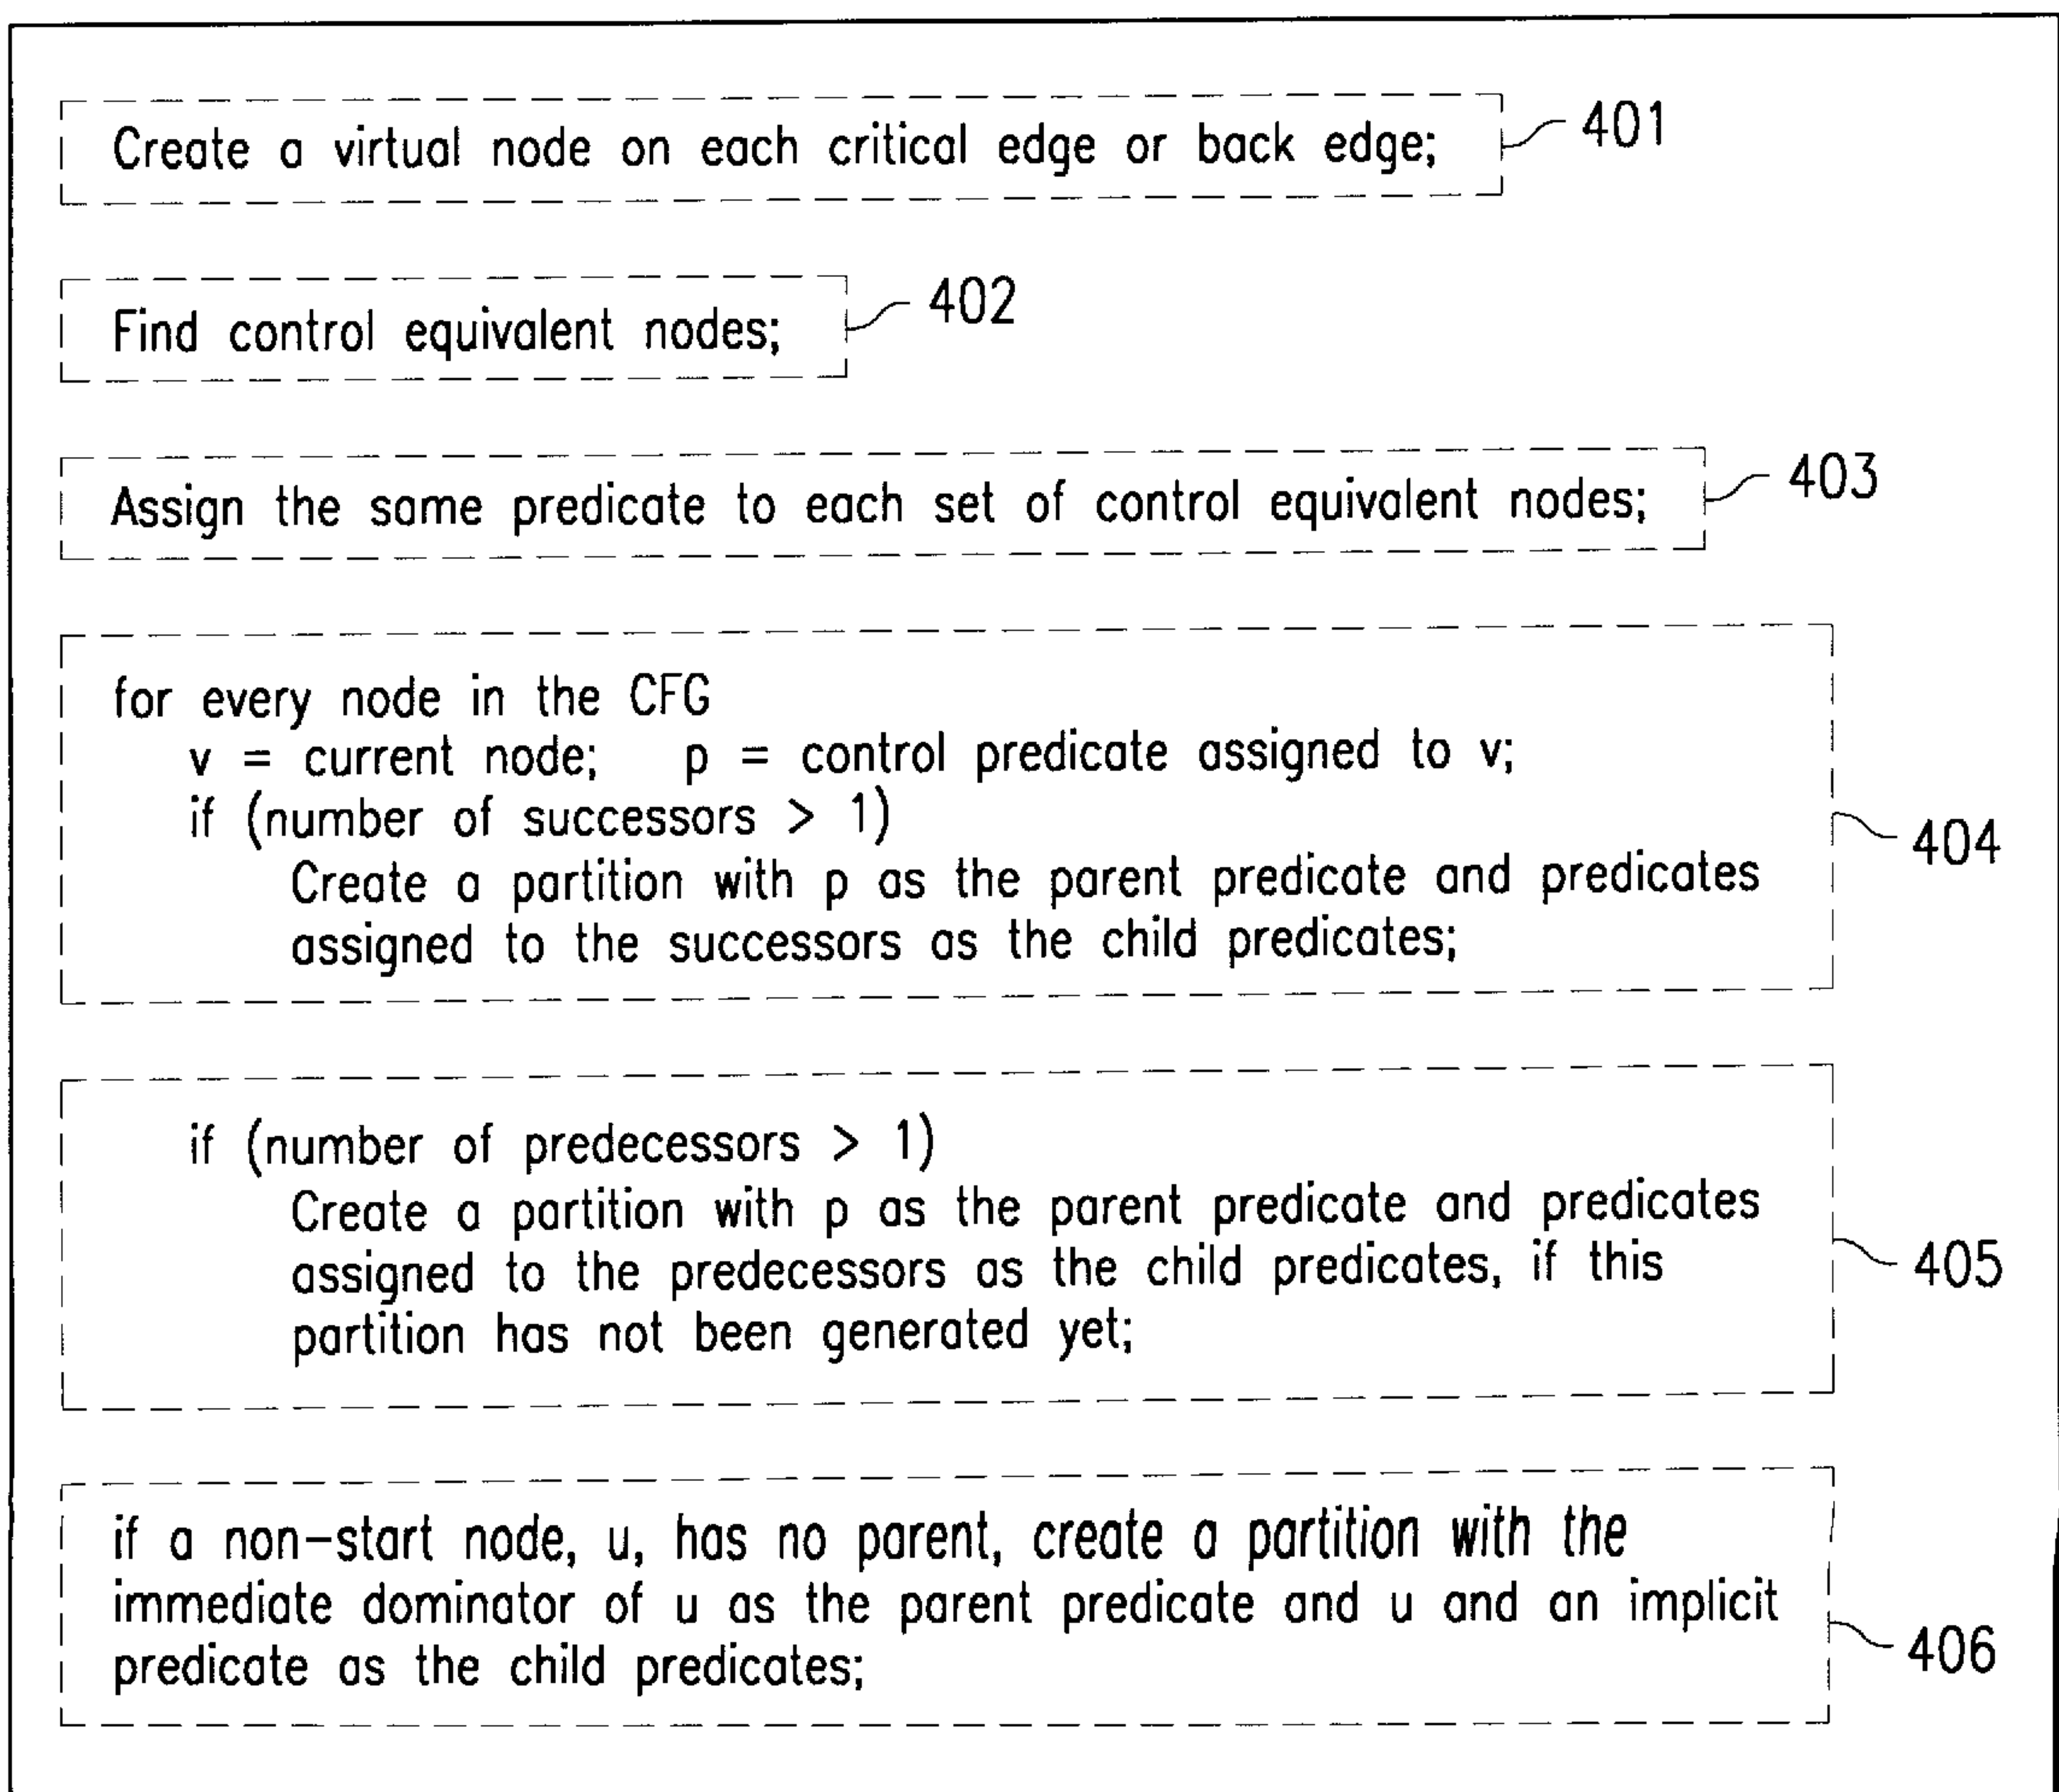 Create a virtual node on each critical edge or back edge; 401
Find control equivalent nodes; 402
Assign the same predicate to each set of control equivalent nodes; 403
for every node in the CFG
v = current node; p = control predicate assigned to v;
if (number of successors > 1)
404
Create a partition with p as the parent predicate and predicates
assigned to the successors as the child predicates;
if (number of predecessors > 1)
Create a partition with p as the parent predicate and predicates
assigned to the predecessors as the child predicates, if this
405
partition has not been generated yet;
if a non-start node, u, has no parent, create a partition with the
immediate dominator of u as the parent predicate and u and an implicit
406
predicate as the child predicates;